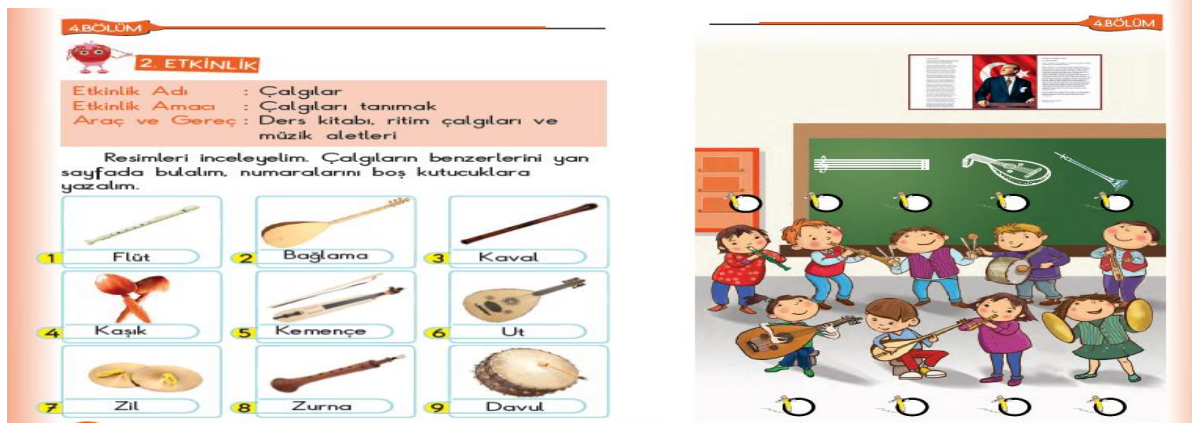 4.BÖLÜM
2. ETKİNLİK
Etkinlik Adı : Çalgılar
Etkinlik Amacı : Çalgıları tanımak
Araç ve Gereç : Ders kitabı, ritim çalgıları ve
müzik aletleri
Resimleri inceleyelim. Çalgıların benzerlerini yan
sayfada bulalım, numaralarını boş kutucuklara
yazalım.
1 Flüt
2 Bağlama
3 Kaval
4 Kaşık
5 Kemençe
6 Ut
7 Zil
8 Zurna
9 Davul
4.BÖLÜM